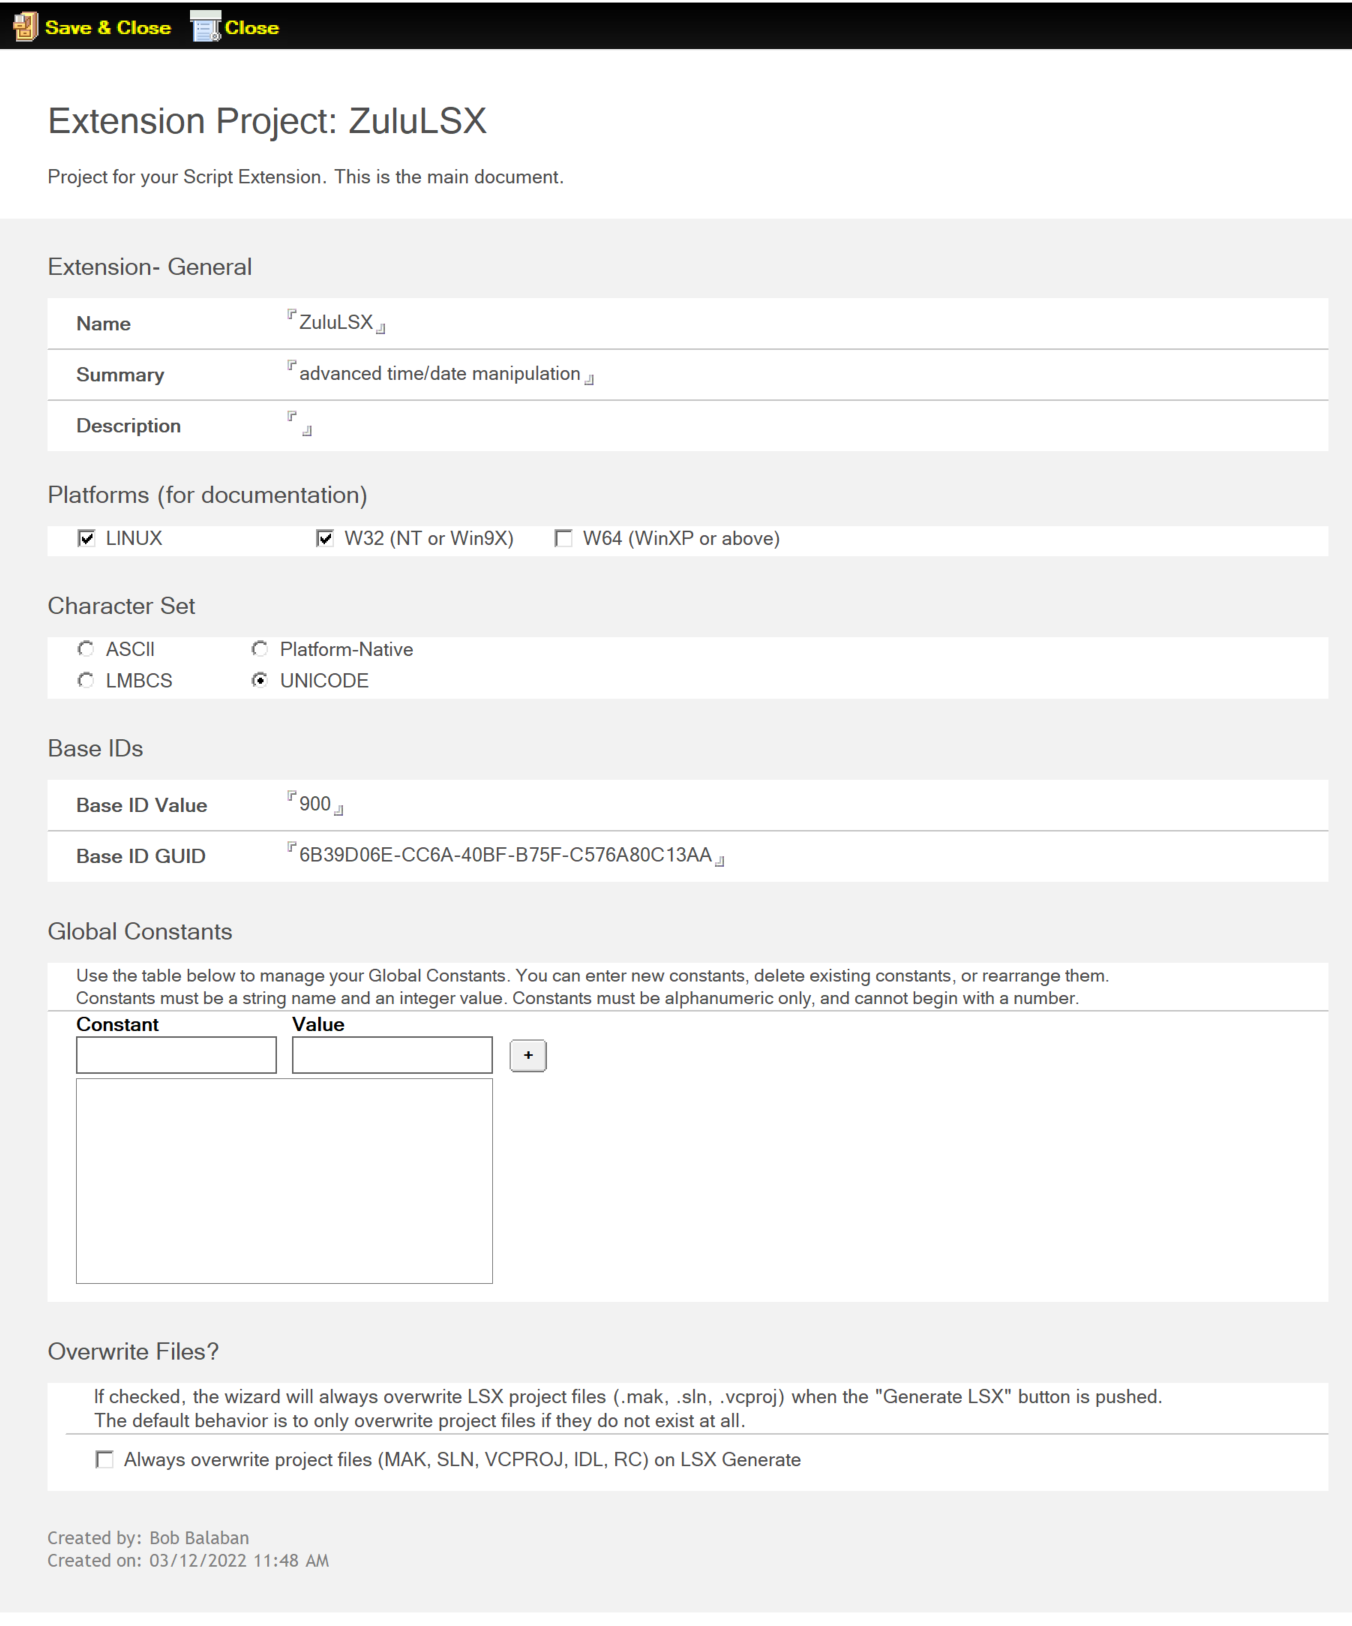 Save & Close Close
Extension Project: ZuluLSX
Project for your Script Extension. This is the main document.
Extension- General
Name ZuluLSX
Summary advanced time/date manipulation
Description
Platforms (for documentation)
LINUX W32 (NT or Win9X) W64 (WinXP or above)
Character Set
ASCII Platform-Native
LMBCS UNICODE
Base IDs
Base ID Value 900
Base ID GUID 6B39D06E-CC6A-40BF-B75F-C576A80C13AA
Global Constants
Use the table below to manage your Global Constants. You can enter new constants, delete existing constants, or rearrange them.
Constants must be a string name and an integer value. Constants must be alphanumeric only, and cannot begin with a number.
Constant Value
+
Overwrite Files?
If checked, the wizard will always overwrite LSX project files (.mak, .sln, .vcproj) when the "Generate LSX" button is pushed.
The default behavior is to only overwrite project files if they do not exist at all.
Always overwrite project files (MAK, SLN, VCPROJ, IDL, RC) on LSX Generate
Created by: Bob Balaban
Created on: 03/12/2022 11:48 AM